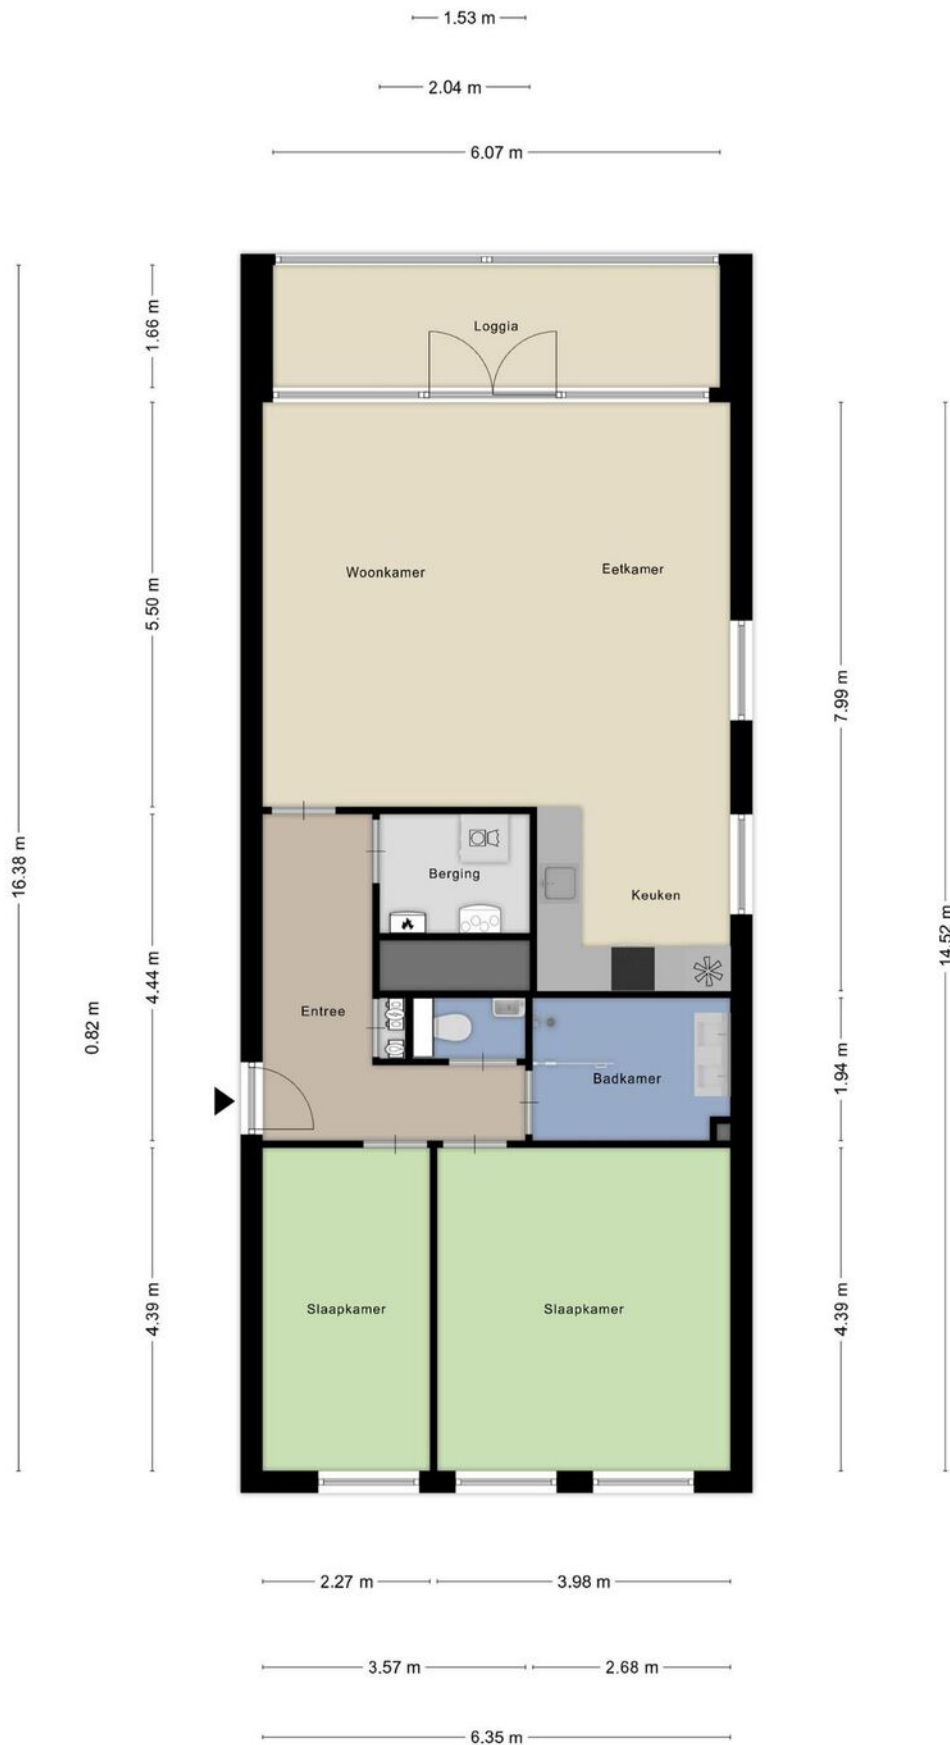 1.53 m
2.04 m
6.07 m
1.66 m
Loggia
5.50 m
Woonkamer
Eetkamer
7.99 m
16.38 m
Berging
Keuken
14.52 m
4.44 m
0.82 m
Entree
1.94 m
Badkamer
4.39 m
Slaapkamer
Slaapkamer
4.39 m
2.27 m
3.98 m
3.57 m
2.68 m
6.35 m